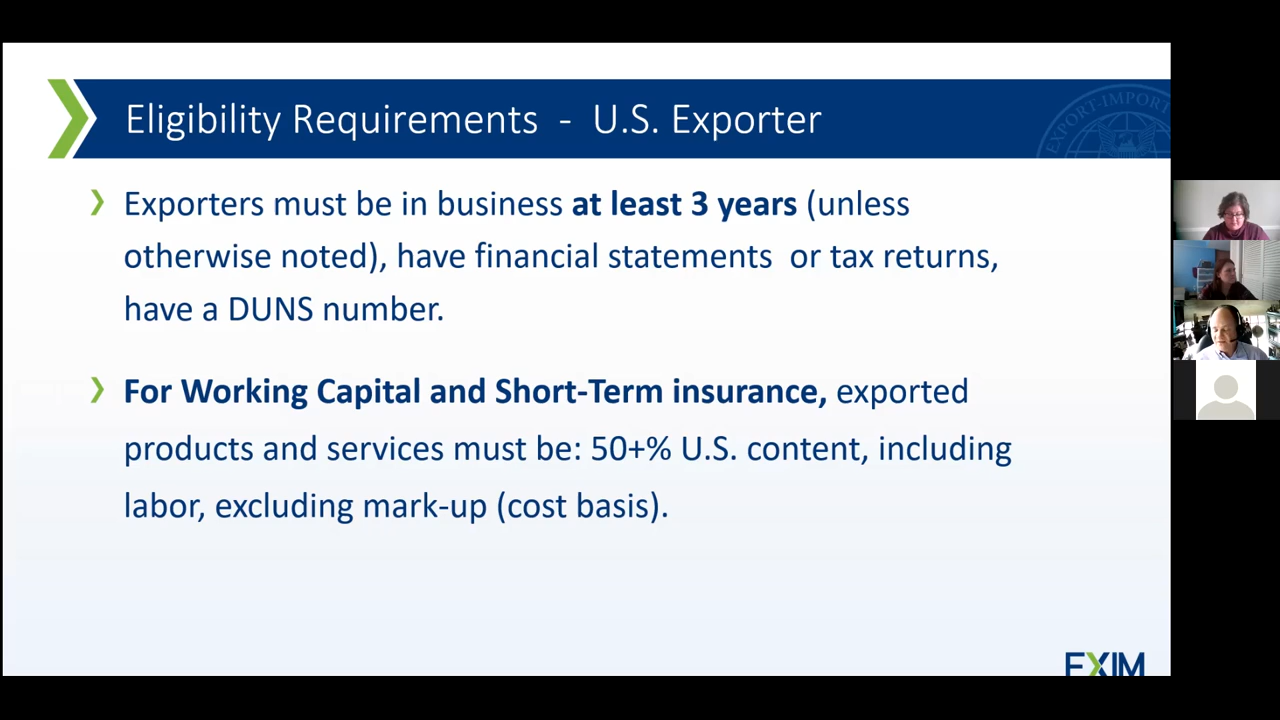 Eligibility Requirements - U.S. Exporter
EXPORT-IMPORT
Exporters must be in business at least 3 years (unless
otherwise noted), have financial statements or tax returns,
have a DUNS number.
For Working Capital and Short-Term insurance, exported
products and services must be: 50+% U.S. content, including
labor, excluding mark-up (cost basis).
EXIM